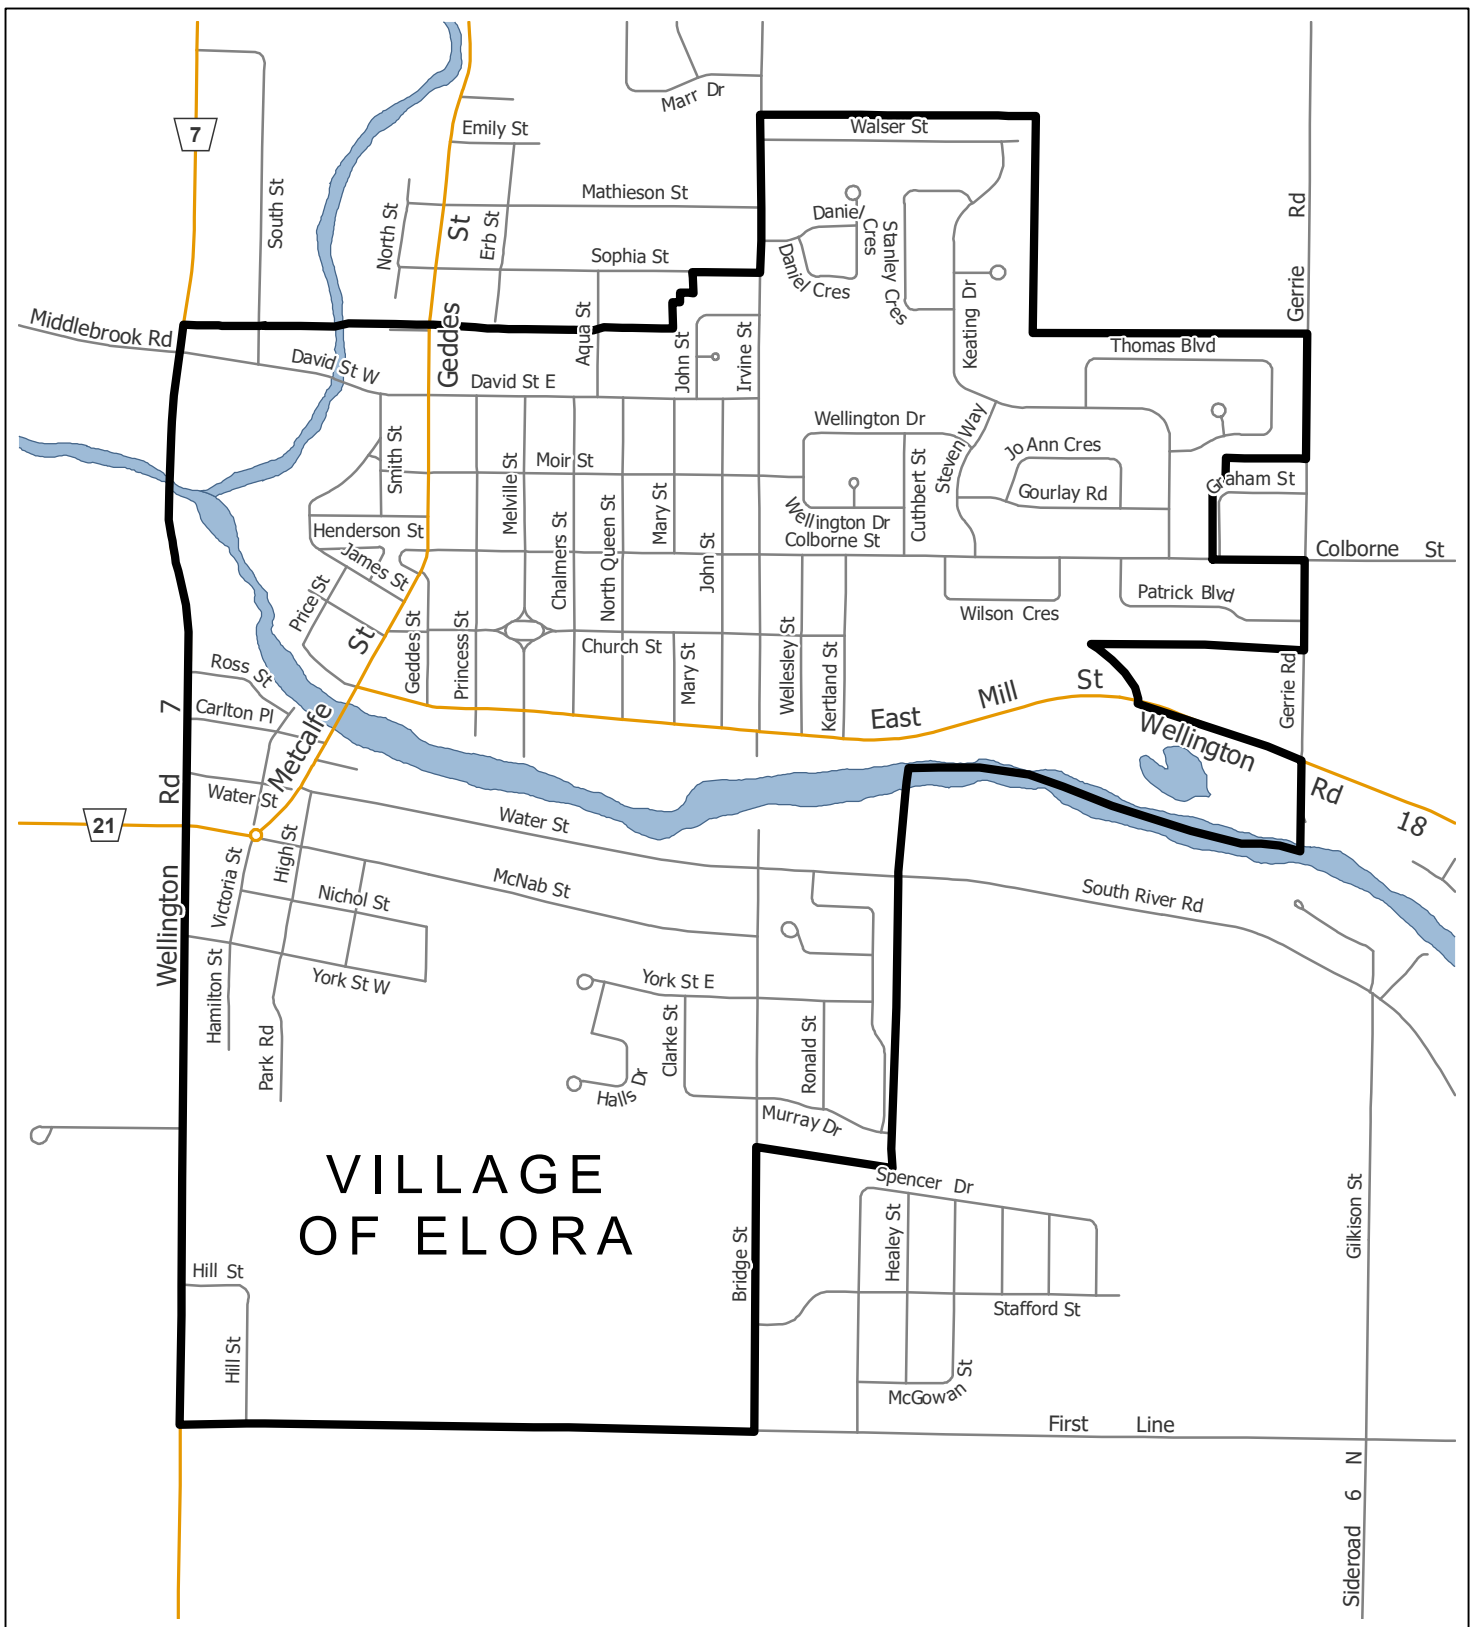 Marr Dr
Emily St
Walser St
7
Mathieson St
South St
North St
St
Erb St
Daniel
Cres
Stanley Cres
Gerrie Rd
Sophia St
Daniel Cres
Keating Dr
Middlebrook Rd
Geddes
Aqua St
John St
Irvine St
Thomas Blvd
David St W
David St E
Wellington Dr
Steven Way
Jo Ann Cres
Smith St
Melville St
Moir St
Cuthbert St
Graham St
Gourlay Rd
Chalmers St
North Queen St
Mary St
Wellington Dr
Henderson St
Colborne St
Colborne St
James St
John St
Price St
Patrick Blvd
Wilson Cres
St
Geddes St
Princess St
Church St
Wellesley St
Kertland St
Mary St
Ross St
Mill St
Gerrie Rd
Carlton Pl
East
Metcalfe
Wellington
Rd
18
Wellington Rd 7
Water St
Water St
21
High St
Victoria St
McNab St
Nichol St
South River Rd
Hamilton St
York St W
York St E
Park Rd
Clarke St
Ronald St
Halls Dr
Murray Dr
VILLAGE
OF ELORA
Spencer Dr
Gilkison St
Healey St
Bridge St
Hill St
Stafford St
Hill St
McGowan St
First Line
Sideroad 6 N